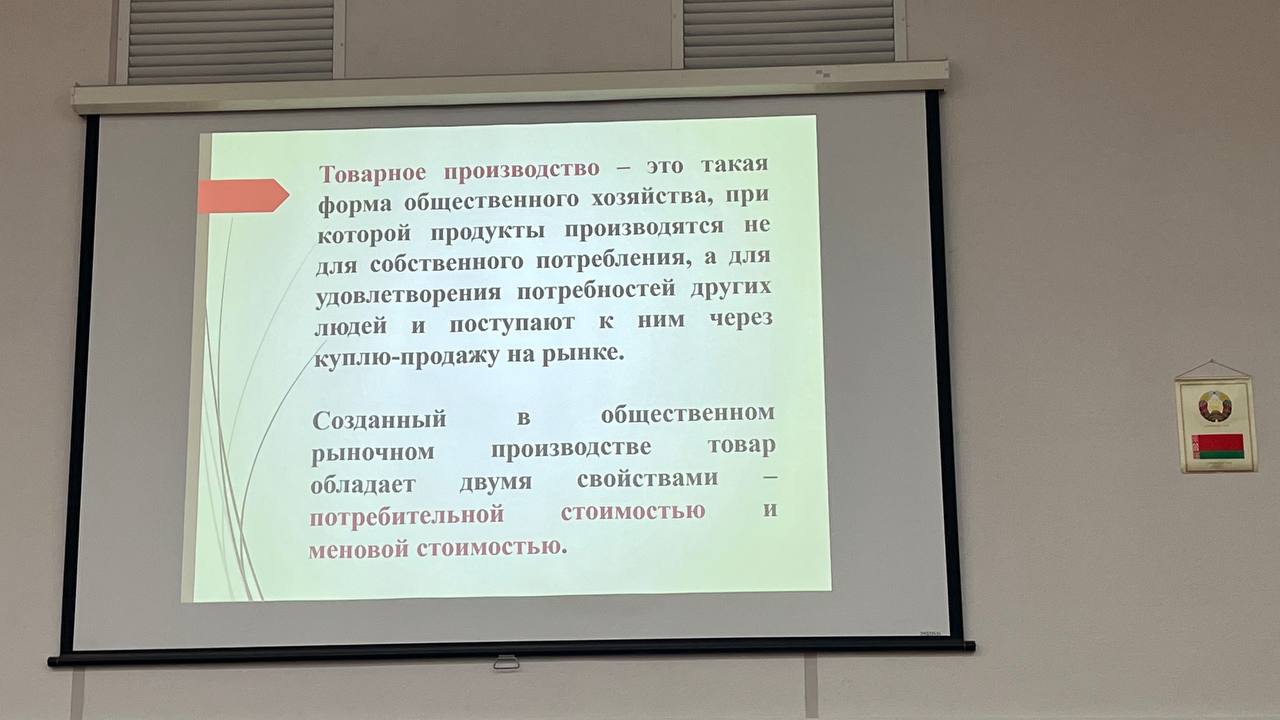 Товарное производство – это такая
форма общественного хозяйства, при
которой продукты производятся не
для собственного потребления, а для
удовлетворения потребностей других
людей и поступают к ним через
куплю-продажу на рынке.
Созданный в общественном
рыночном производстве товар
обладает двумя свойствами –
потребительной стоимостью и
меновой стоимостью.